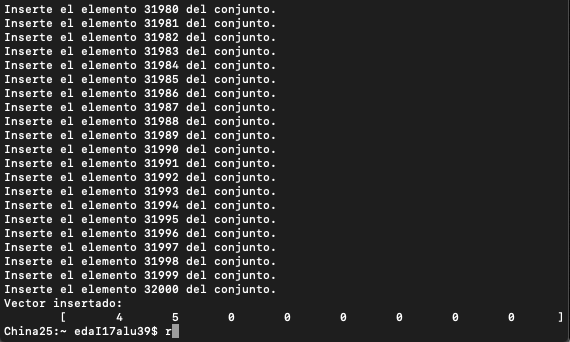 Inserte el elemento 31980 del conjunto.
Inserte el elemento 31981 del conjunto.
Inserte el elemento 31982 del conjunto.
Inserte el elemento 31983 del conjunto.
Inserte el elemento 31984 del conjunto.
Inserte el elemento 31985 del conjunto.
Inserte el elemento 31986 del conjunto.
Inserte el elemento 31987 del conjunto.
Inserte el elemento 31988 del conjunto.
Inserte el elemento 31989 del conjunto.
Inserte el elemento 31990 del conjunto.
Inserte el elemento 31991 del conjunto.
Inserte el elemento 31992 del conjunto.
Inserte el elemento 31993 del conjunto.
Inserte el elemento 31994 del conjunto.
Inserte el elemento 31995 del conjunto.
Inserte el elemento 31996 del conjunto.
Inserte el elemento 31997 del conjunto.
Inserte el elemento 31998 del conjunto.
Inserte el elemento 31999 del conjunto.
Inserte el elemento 32000 del conjunto.
Vector insertado:
[ 4 5 0 0 0 0 0 0 ]
China25:~ edaI17alu39$ r